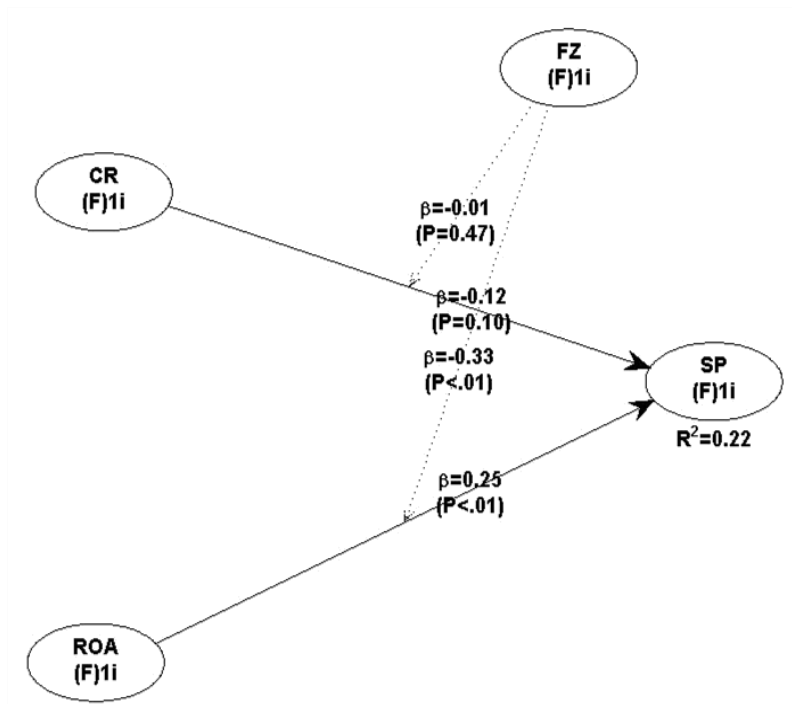 FZ
(F)1i
CR
(F)1i
β=-0.01
(P=0.47)
β=-0.12
(P=0.10)
β=-0.33
(P<.01)
SP
(F)1i
R²=0.22
β=0.25
(P<.01)
ROA
(F)1i